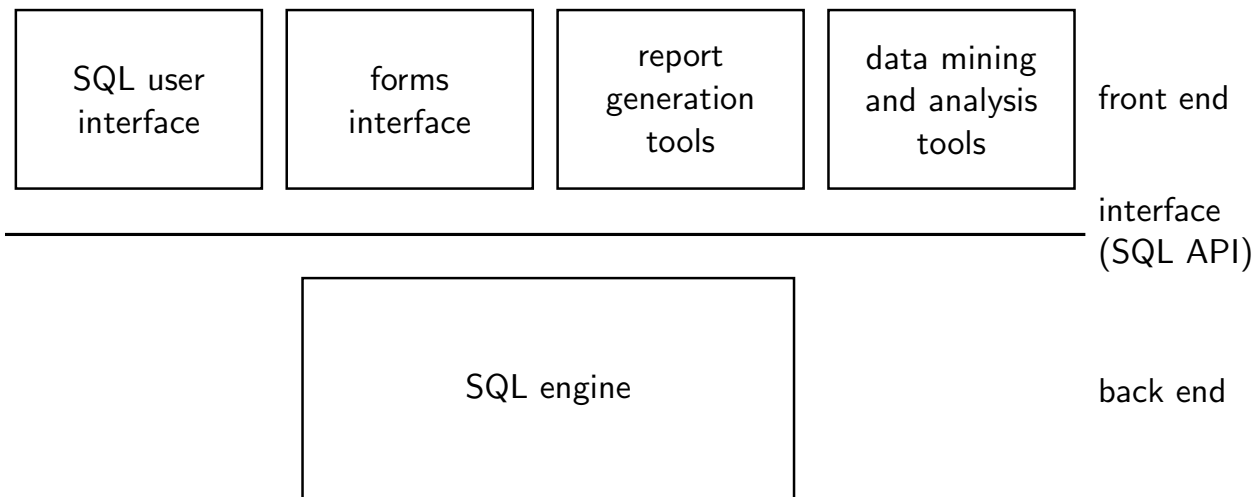 SQL user
interface
forms
interface
report
generation
tools
data mining
and analysis
tools
front end
interface
(SQL API)
SQL engine
back end